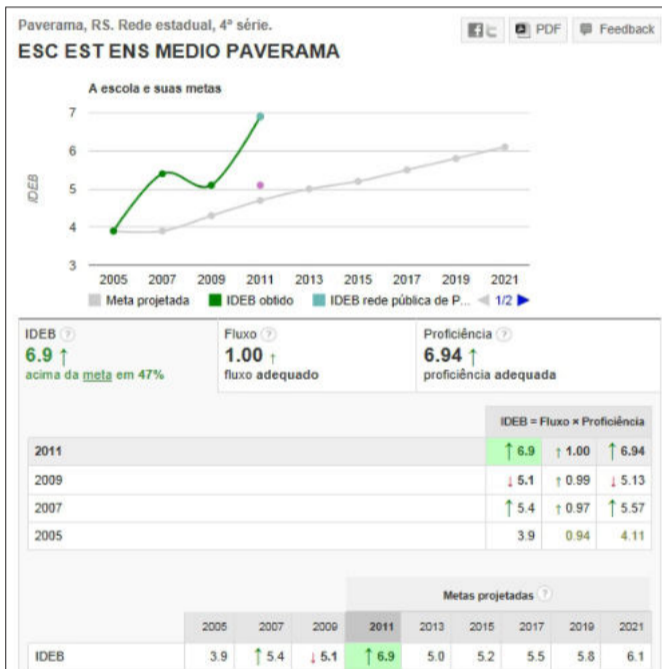 Paverama, RS. Rede estadual, 4ª série.
PDF
Feedback
ESC EST ENS MEDIO PAVERAMA
A escola e suas metas
7
6
5
4
3
IDEB
2005 2007 2009 2011 2013 2015 2017 2019 2021
Meta projetada IDEB obtido IDEB rede pública de P... 1/2
IDEB ? Fluxo ? Proficiência ?
6.9 ↑ 1.00 ↑ 6.94 ↑
acima da meta em 47% fluxo adequado proficiência adequada
IDEB = Fluxo × Proficiência
2011 ↑ 6.9 ↑ 1.00 ↑ 6.94
2009 ↓ 5.1 ↑ 0.99 ↓ 5.13
2007 ↑ 5.4 ↑ 0.97 ↑ 5.57
2005 3.9 0.94 4.11
Metas projetadas ?
2005 2007 2009 2011 2013 2015 2017 2019 2021
IDEB 3.9 ↑ 5.4 ↓ 5.1 ↑ 6.9 5.0 5.2 5.5 5.8 6.1